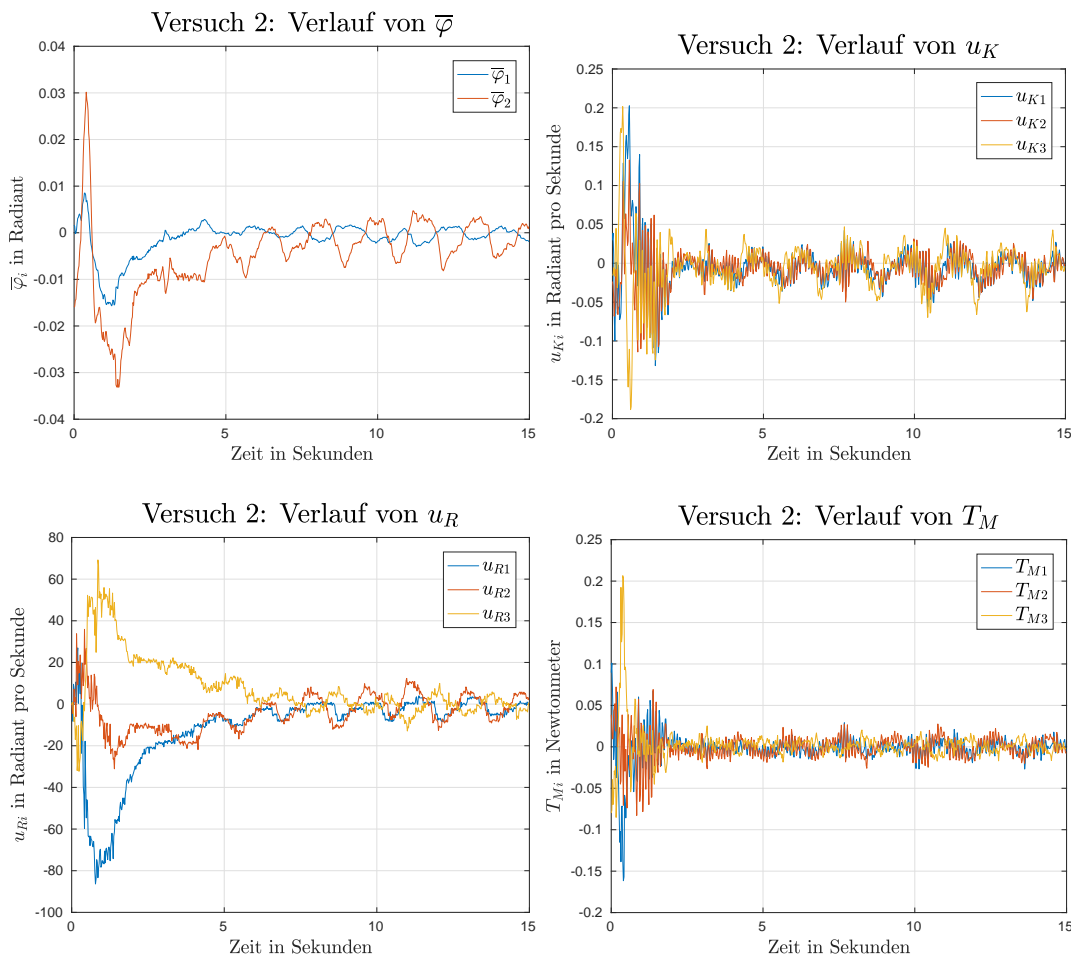 Versuch 2: Verlauf von φ̅
0.04
0.03
0.02
0.01
0
-0.01
-0.02
-0.03
-0.04
φ̅i in Radiant
φ̅1
φ̅2
0 5 10 15
Zeit in Sekunden
Versuch 2: Verlauf von uK
0.25
0.2
0.15
0.1
0.05
0
-0.05
-0.1
-0.15
-0.2
uKi in Radiant pro Sekunde
uK1
uK2
uK3
0 5 10 15
Zeit in Sekunden
Versuch 2: Verlauf von uR
80
60
40
20
0
-20
-40
-60
-80
-100
uRi in Radiant pro Sekunde
uR1
uR2
uR3
0 5 10 15
Zeit in Sekunden
Versuch 2: Verlauf von TM
0.25
0.2
0.15
0.1
0.05
0
-0.05
-0.1
-0.15
-0.2
TMi in Newtonmeter
TM1
TM2
TM3
0 5 10 15
Zeit in Sekunden